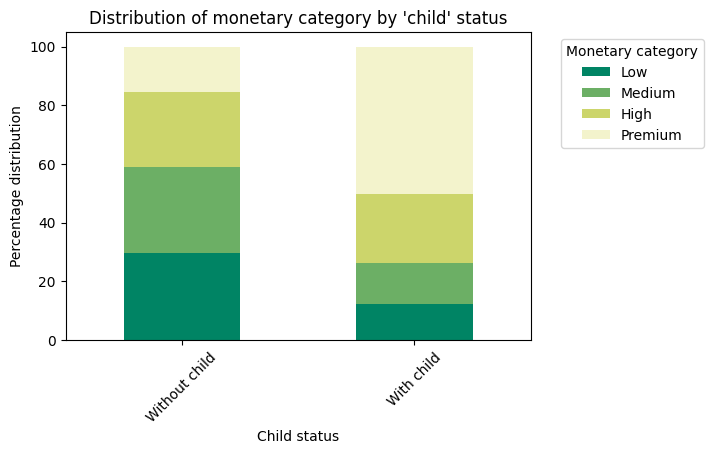 Distribution of monetary category by 'child' status
Monetary category
Low
Medium
High
Premium
Percentage distribution
100
80
60
40
20
0
Without child
With child
Child status